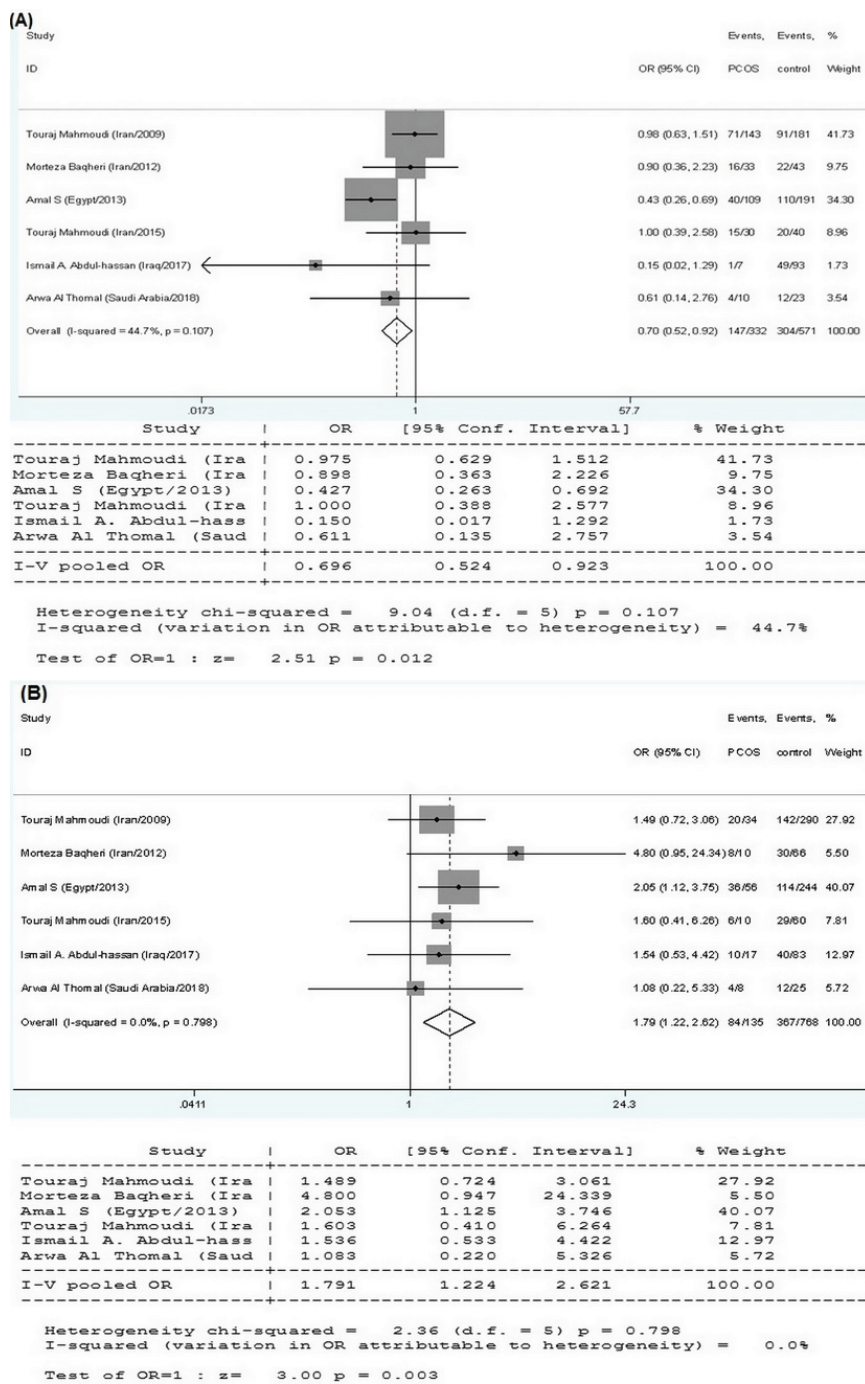 (A)
Study Events, Events, %
ID OR (95% CI) PCOS control Weight
Touraj Mahmoudi (Iran/2009) 0.98 (0.63, 1.51) 71/143 91/181 41.73
Morteza Baqheri (Iran/2012) 0.90 (0.36, 2.23) 16/33 22/43 9.75
Amal S (Egypt/2013) 0.43 (0.26, 0.69) 40/109 110/191 34.30
Touraj Mahmoudi (Iran/2015) 1.00 (0.39, 2.58) 15/30 20/40 8.96
Ismail A. Abdul-hassan (Iraq/2017) 0.15 (0.02, 1.29) 1/7 49/93 1.73
Arwa Al Thomal (Saudi Arabia/2018) 0.61 (0.14, 2.76) 4/10 12/23 3.54
Overall (I-squared = 44.7%, p = 0.107) 0.70 (0.52, 0.92) 147/332 304/571 100.00
.0173 1 57.7
Study | OR [95% Conf. Interval] % Weight
Touraj Mahmoudi (Ira | 0.975 0.629 1.512 41.73
Morteza Baqheri (Ira | 0.898 0.363 2.226 9.75
Amal S (Egypt/2013) | 0.427 0.263 0.692 34.30
Touraj Mahmoudi (Ira | 1.000 0.388 2.577 8.96
Ismail A. Abdul-hass | 0.150 0.017 1.292 1.73
Arwa Al Thomal (Saud | 0.611 0.135 2.757 3.54
I-V pooled OR | 0.696 0.524 0.923 100.00
Heterogeneity chi-squared = 9.04 (d.f. = 5) p = 0.107
I-squared (variation in OR attributable to heterogeneity) = 44.7%
Test of OR=1 : z= 2.51 p = 0.012
(B)
Study Events, Events, %
ID OR (95% CI) PCOS control Weight
Touraj Mahmoudi (Iran/2009) 1.49 (0.72, 3.06) 20/34 142/290 27.92
Morteza Baqheri (Iran/2012) 4.80 (0.95, 24.34) 8/10 30/66 5.50
Amal S (Egypt/2013) 2.05 (1.12, 3.75) 36/56 114/244 40.07
Touraj Mahmoudi (Iran/2015) 1.60 (0.41, 6.26) 6/10 29/60 7.81
Ismail A. Abdul-hassan (Iraq/2017) 1.54 (0.53, 4.42) 10/17 40/83 12.97
Arwa Al Thomal (Saudi Arabia/2018) 1.08 (0.22, 5.33) 4/8 12/25 5.72
Overall (I-squared = 0.0%, p = 0.798) 1.79 (1.22, 2.62) 84/135 367/768 100.00
.0411 1 24.3
Study | OR [95% Conf. Interval] % Weight
Touraj Mahmoudi (Ira | 1.489 0.724 3.061 27.92
Morteza Baqheri (Ira | 4.800 0.947 24.339 5.50
Amal S (Egypt/2013) | 2.053 1.125 3.746 40.07
Touraj Mahmoudi (Ira | 1.603 0.410 6.264 7.81
Ismail A. Abdul-hass | 1.536 0.533 4.422 12.97
Arwa Al Thomal (Saud | 1.083 0.220 5.326 5.72
I-V pooled OR | 1.791 1.224 2.621 100.00
Heterogeneity chi-squared = 2.36 (d.f. = 5) p = 0.798
I-squared (variation in OR attributable to heterogeneity) = 0.0%
Test of OR=1 : z= 3.00 p = 0.003